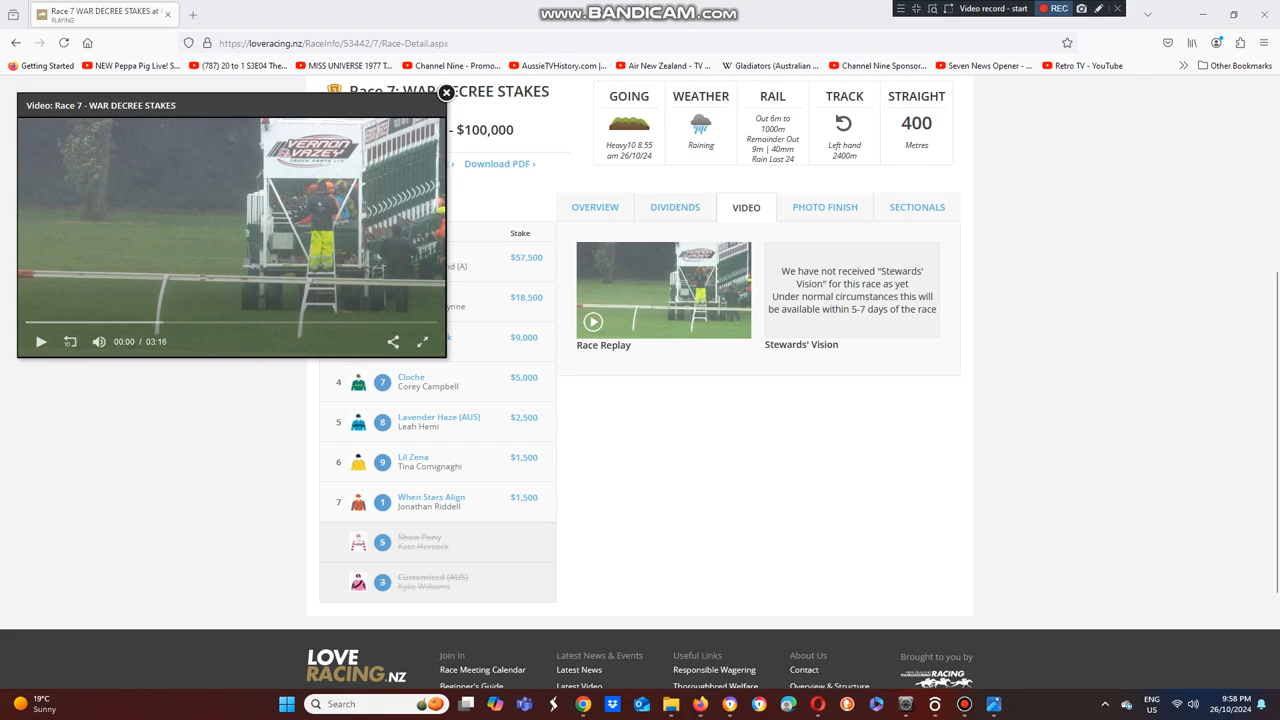 www.BANDICAM.com
Video record - start
REC
Race 7 WAR DECREE STAKES at
PLAYING
https://loveracing.nz/RaceInfo/53442/7/Race-Detail.aspx
Getting Started
NEW Peppa Pig Live! S...
(787) 20 to 1 S3E04 The...
MISS UNIVERSE 1977 T...
Channel Nine - Promo...
AussieTVHistory.com |...
Air New Zealand - TV ...
Gladiators (Australian ...
Channel Nine Sponsor...
Seven News Opener - ...
Retro TV - YouTube
Other Bookmarks
Race 7: WAR DECREE STAKES
- $100,000
Download PDF ›
GOING
Heavy10 8.55
am 26/10/24
WEATHER
Raining
RAIL
Out 6m to
1000m
Remainder Out
9m | 40mm
Rain Last 24
TRACK
Left hand
2400m
STRAIGHT
400
Metres
Video: Race 7 - WAR DECREE STAKES
VERNON
VAZEY
TRUCK PARTS LTD
00:00 / 03:16
OVERVIEW
DIVIDENDS
VIDEO
PHOTO FINISH
SECTIONALS
Stake
nd (A)
$57,500
ynne
$18,500
k
$9,000
4 7 Cloche $5,000
Corey Campbell
5 8 Lavender Haze (AUS) $2,500
Leah Hemi
6 9 Lil Zena $1,500
Tina Comignaghi
7 1 When Stars Align $1,500
Jonathan Riddell
5 Show Pony
Kate Hercock
3 Customized (AUS)
Kylie Williams
VERNON
VAZEY
Race Replay
We have not received "Stewards'
Vision" for this race as yet
Under normal circumstances this will
be available within 5-7 days of the race
Stewards' Vision
LOVE
RACING.NZ
Join In
Race Meeting Calendar
Beginner's Guide
Latest News & Events
Latest News
Latest Video
Useful Links
Responsible Wagering
Thoroughbred Welfare
About Us
Contact
Overview & Structure
Brought to you by
RACING
19°C
Sunny
Search
ENG
US
9:58 PM
26/10/2024